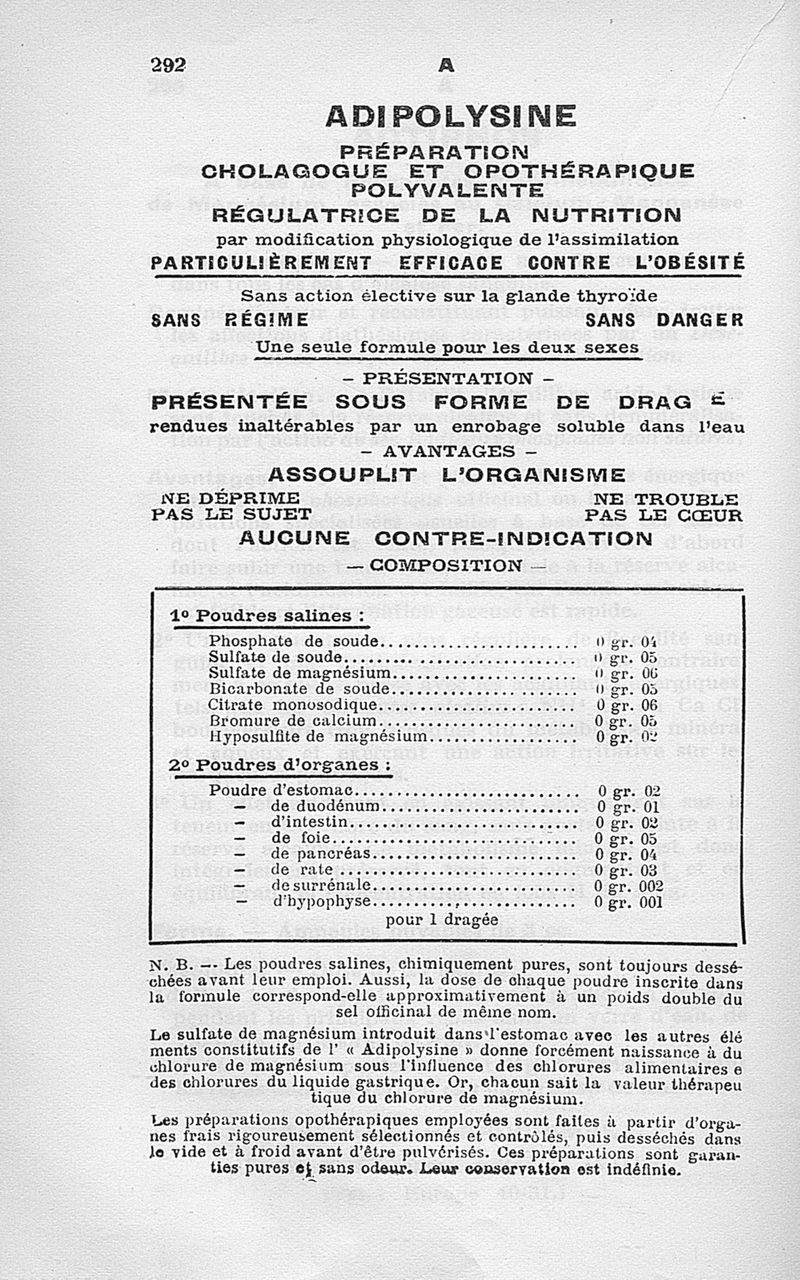 292 A
ADIPOLYSINE
PRÉPARATION
CHOLAGOGUE ET OPOTHÉRAPIQUE
POLYVALENTE
RÉGULATRICE DE LA NUTRITION
par modification physiologique de l'assimilation
PARTICULIÈREMENT EFFICACE CONTRE L'OBÉSITÉ
Sans action élective sur la glande thyroïde
SANS RÉGIME SANS DANGER
Une seule formule pour les deux sexes
– PRÉSENTATION –
PRÉSENTÉE SOUS FORME DE DRAG É
rendues inaltérables par un enrobage soluble dans l'eau
– AVANTAGES –
ASSOUPLIT L'ORGANISME
NE DÉPRIME NE TROUBLE
PAS LE SUJET PAS LE CŒUR
AUCUNE CONTRE-INDICATION
— COMPOSITION —
1º Poudres salines :
Phosphate de soude........................ 0 gr. 04
Sulfate de soude............................ 0 gr. 05
Sulfate de magnésium...................... 0 gr. 06
Bicarbonate de soude....................... 0 gr. 05
Citrate monosodique........................ 0 gr. 06
Bromure de calcium........................ 0 gr. 05
Hyposulfite de magnésium.................. 0 gr. 02
2º Poudres d'organes :
Poudre d'estomac........................... 0 gr. 02
— de duodénum........................ 0 gr. 01
— d'intestin............................ 0 gr. 02
— de foie.............................. 0 gr. 05
— de pancréas......................... 0 gr. 04
— de rate............................. 0 gr. 03
— de surrénale......................... 0 gr. 002
— d'hypophyse......................... 0 gr. 001
pour 1 dragée
N. B. —- Les poudres salines, chimiquement pures, sont toujours dessé-
chées avant leur emploi. Aussi, la dose de chaque poudre inscrite dans
la formule correspond-elle approximativement à un poids double du
sel officinal de même nom.
Le sulfate de magnésium introduit dans l'estomac avec les autres élé
ments constitutifs de l' « Adipolysine » donne forcément naissance à du
chlorure de magnésium sous l'influence des chlorures alimentaires e
des chlorures du liquide gastrique. Or, chacun sait la valeur thérapeu
tique du chlorure de magnésium.
Les préparations opothérapiques employées sont faites à partir d'orga-
nes frais rigoureusement sélectionnés et contrôlés, puis desséchés dans
le vide et à froid avant d'être pulvérisés. Ces préparations sont garan-
ties pures et sans odeur. Leur conservation est indéfinie.